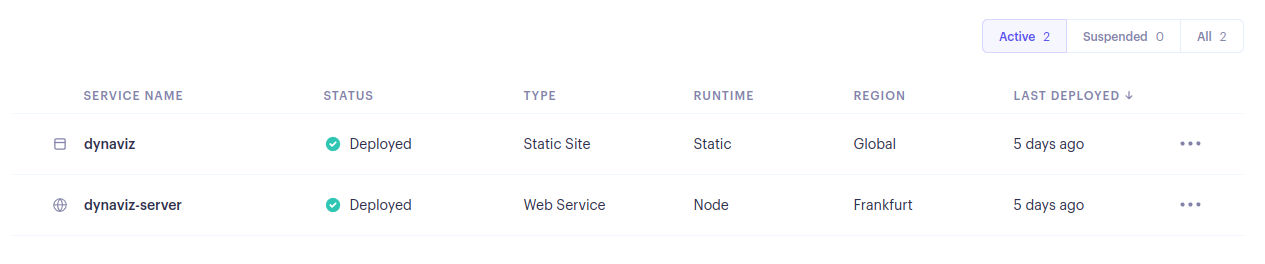 Active 2 Suspended 0 All 2
SERVICE NAME STATUS TYPE RUNTIME REGION LAST DEPLOYED ↓
dynaviz Deployed Static Site Static Global 5 days ago
dynaviz-server Deployed Web Service Node Frankfurt 5 days ago